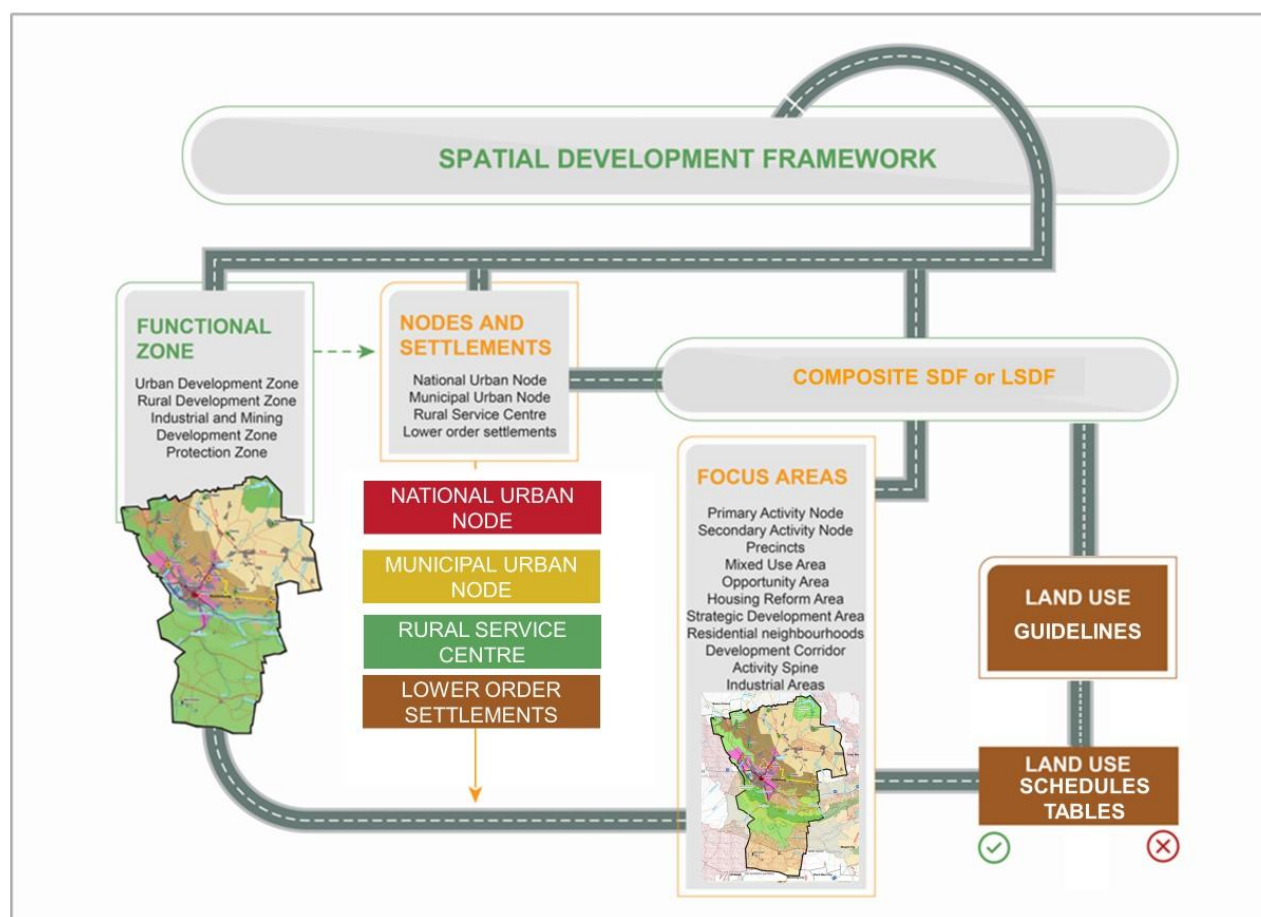 SPATIAL DEVELOPMENT FRAMEWORK
FUNCTIONAL
ZONE
Urban Development Zone
Rural Development Zone
Industrial and Mining
Development Zone
Protection Zone
NODES AND
SETTLEMENTS
National Urban Node
Municipal Urban Node
Rural Service Centre
Lower order settlements
NATIONAL URBAN
NODE
MUNICIPAL URBAN
NODE
RURAL SERVICE
CENTRE
LOWER ORDER
SETTLEMENTS
COMPOSITE SDF or LSDF
FOCUS AREAS
Primary Activity Node
Secondary Activity Node
Precincts
Mixed Use Area
Opportunity Area
Housing Reform Area
Strategic Development Area
Residential neighbourhoods
Development Corridor
Activity Spine
Industrial Areas
LAND USE
GUIDELINES
LAND USE
SCHEDULES
TABLES